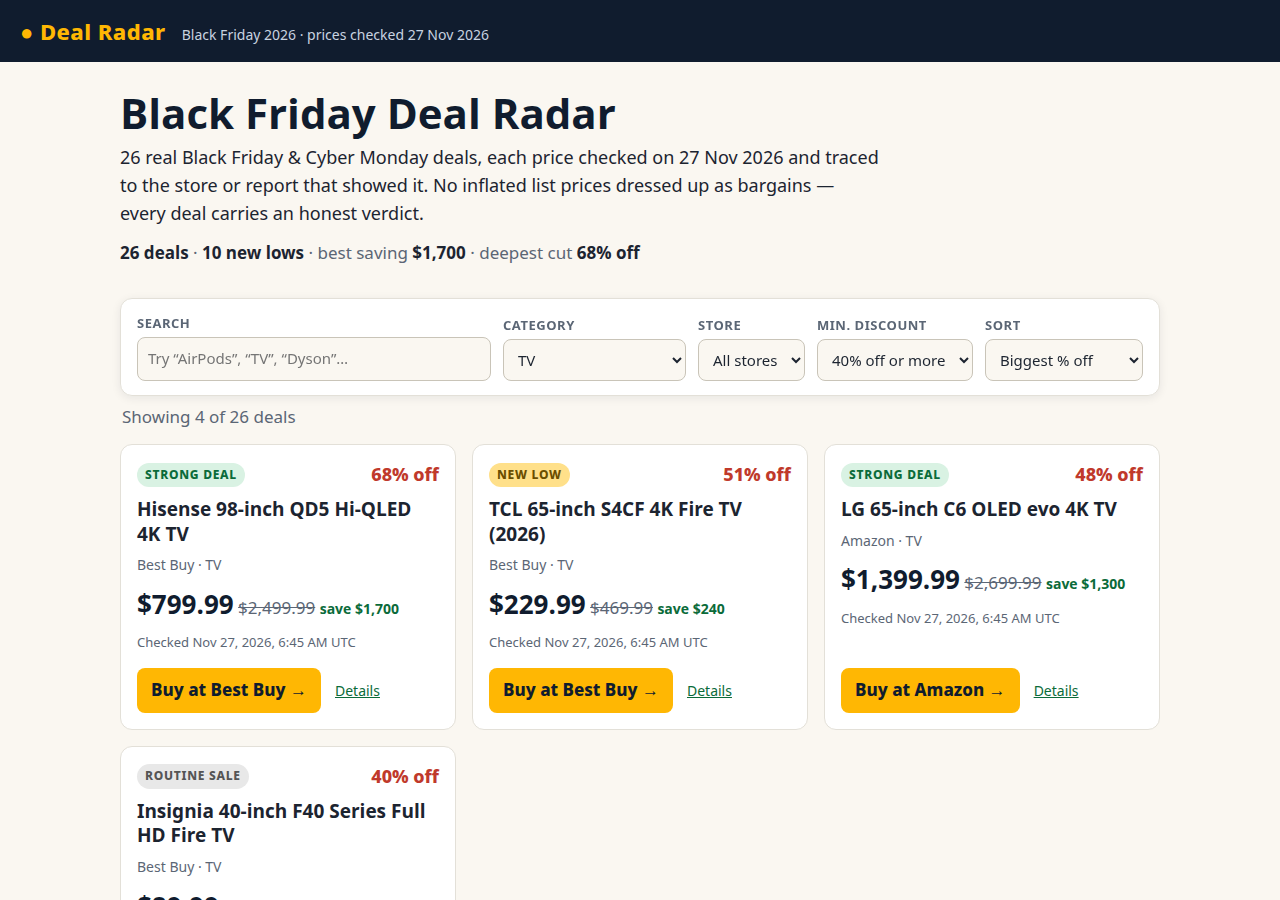 Deal Radar Black Friday 2026 · prices checked 27 Nov 2026
Black Friday Deal Radar
26 real Black Friday & Cyber Monday deals, each price checked on 27 Nov 2026 and traced
to the store or report that showed it. No inflated list prices dressed up as bargains —
every deal carries an honest verdict.
26 deals · 10 new lows · best saving $1,700 · deepest cut 68% off
SEARCH
Try “AirPods”, “TV”, “Dyson”…
CATEGORY
TV
STORE
All stores
MIN. DISCOUNT
40% off or more
SORT
Biggest % off
Showing 4 of 26 deals
STRONG DEAL 68% off
Hisense 98-inch QD5 Hi-QLED
4K TV
Best Buy · TV
$799.99 $2,499.99 save $1,700
Checked Nov 27, 2026, 6:45 AM UTC
Buy at Best Buy → Details
NEW LOW 51% off
TCL 65-inch S4CF 4K Fire TV
(2026)
Best Buy · TV
$229.99 $469.99 save $240
Checked Nov 27, 2026, 6:45 AM UTC
Buy at Best Buy → Details
STRONG DEAL 48% off
LG 65-inch C6 OLED evo 4K TV
Amazon · TV
$1,399.99 $2,699.99 save $1,300
Checked Nov 27, 2026, 6:45 AM UTC
Buy at Amazon → Details
ROUTINE SALE 40% off
Insignia 40-inch F40 Series Full
HD Fire TV
Best Buy · TV